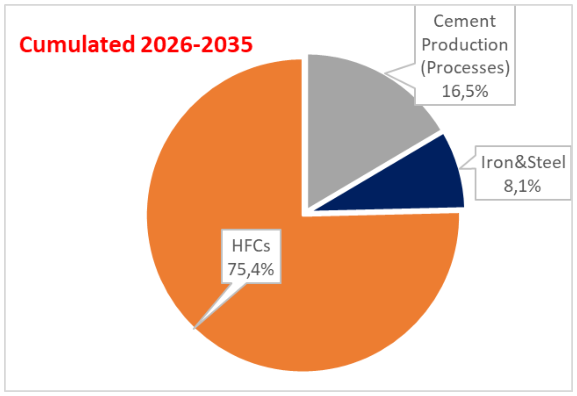 Cumulated 2026-2035
Cement
Production
(Processes)
16,5%
Iron&Steel
8,1%
HFCs
75,4%